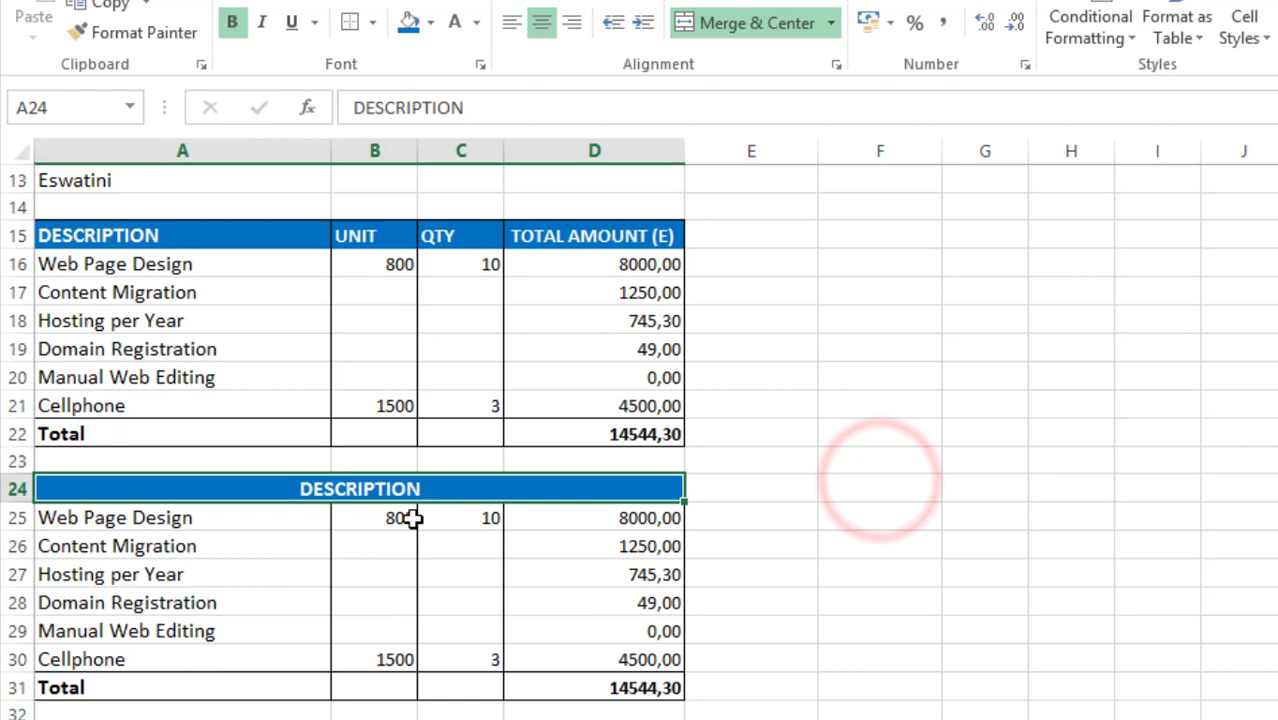 Copy
Paste
Format Painter
Clipboard
B I U
A
Font
Merge & Center
Alignment
% ,
Number
Conditional Formatting
Format as Table
Cell Styles
Styles
A24
fx
DESCRIPTION
A B C D E F G H I J
13 Eswatini
14
15 DESCRIPTION UNIT QTY TOTAL AMOUNT (E)
16 Web Page Design 800 10 8000,00
17 Content Migration 1250,00
18 Hosting per Year 745,30
19 Domain Registration 49,00
20 Manual Web Editing 0,00
21 Cellphone 1500 3 4500,00
22 Total 14544,30
23
24 DESCRIPTION
25 Web Page Design 10 8000,00
26 Content Migration 1250,00
27 Hosting per Year 745,30
28 Domain Registration 49,00
29 Manual Web Editing 0,00
30 Cellphone 1500 3 4500,00
31 Total 14544,30
32